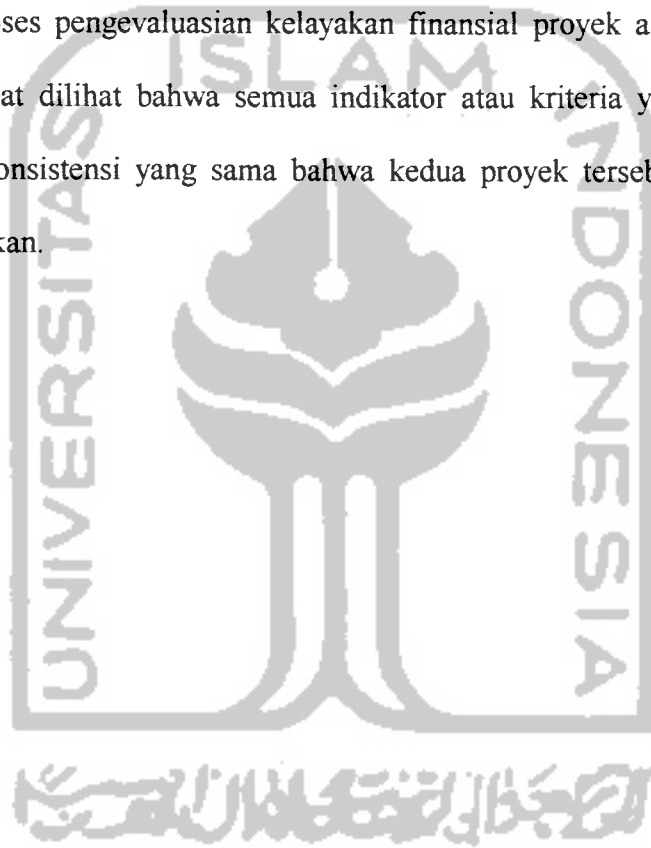 ses pengevaluasian kelayakan finansial proyek a
at dilihat bahwa semua indikator atau kriteria y
onsistensi yang sama bahwa kedua proyek terseb
kan.
ISLAM
UNIVERSITAS
INDONESIA